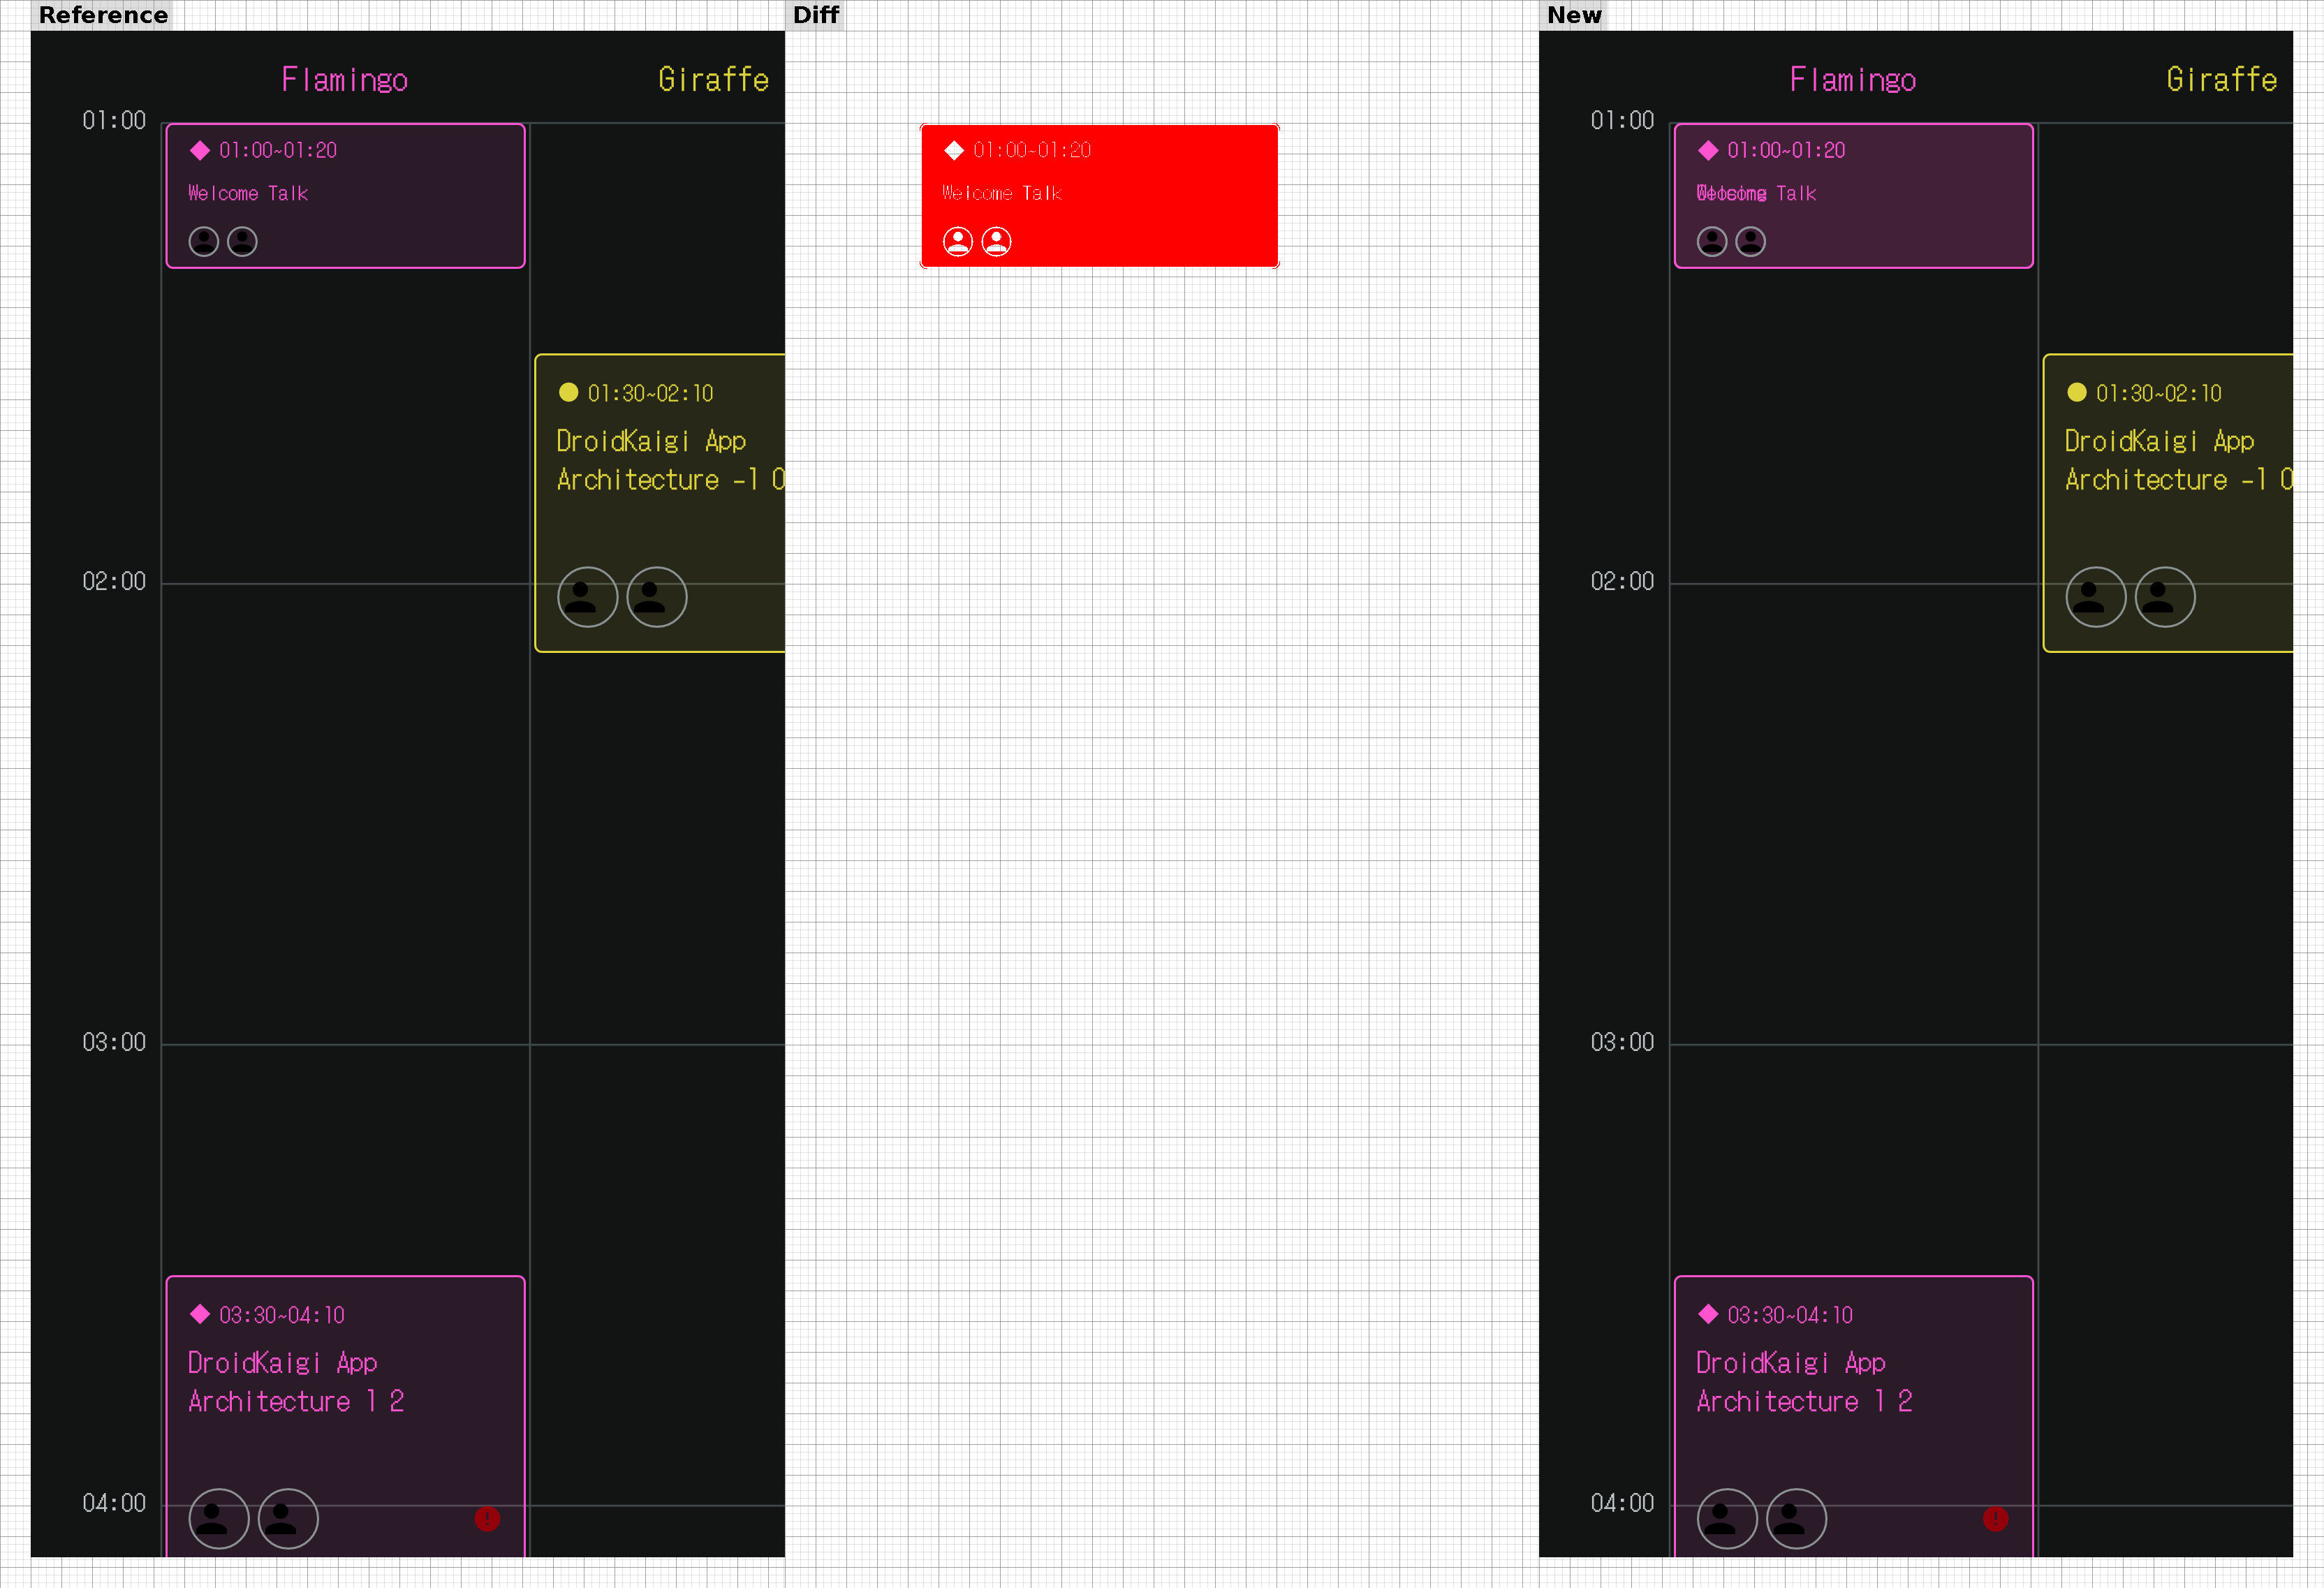 Reference
Diff
New
Flamingo
Giraffe
01:00
01:00~01:20
Welcome Talk
01:30~02:10
DroidKaigi App
Architecture -1 0
02:00
03:00
03:30~04:10
DroidKaigi App
Architecture 1 2
04:00
01:00~01:20
Welcome Talk
Flamingo
Giraffe
01:00
01:00~01:20
Talk
01:30~02:10
DroidKaigi App
Architecture -1 0
02:00
03:00
03:30~04:10
DroidKaigi App
Architecture 1 2
04:00